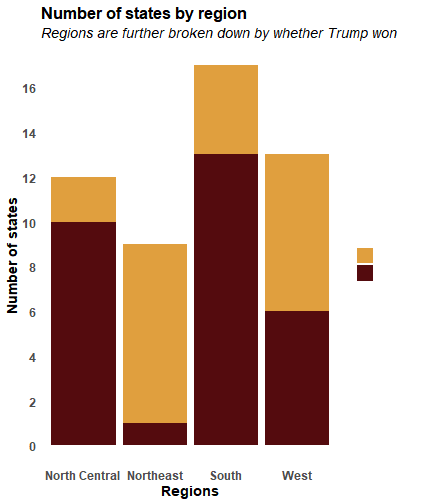 Number of states by region
Regions are further broken down by whether Trump won
Number of states
16
14
12
10
8
6
4
2
0
North Central Northeast South West
Regions